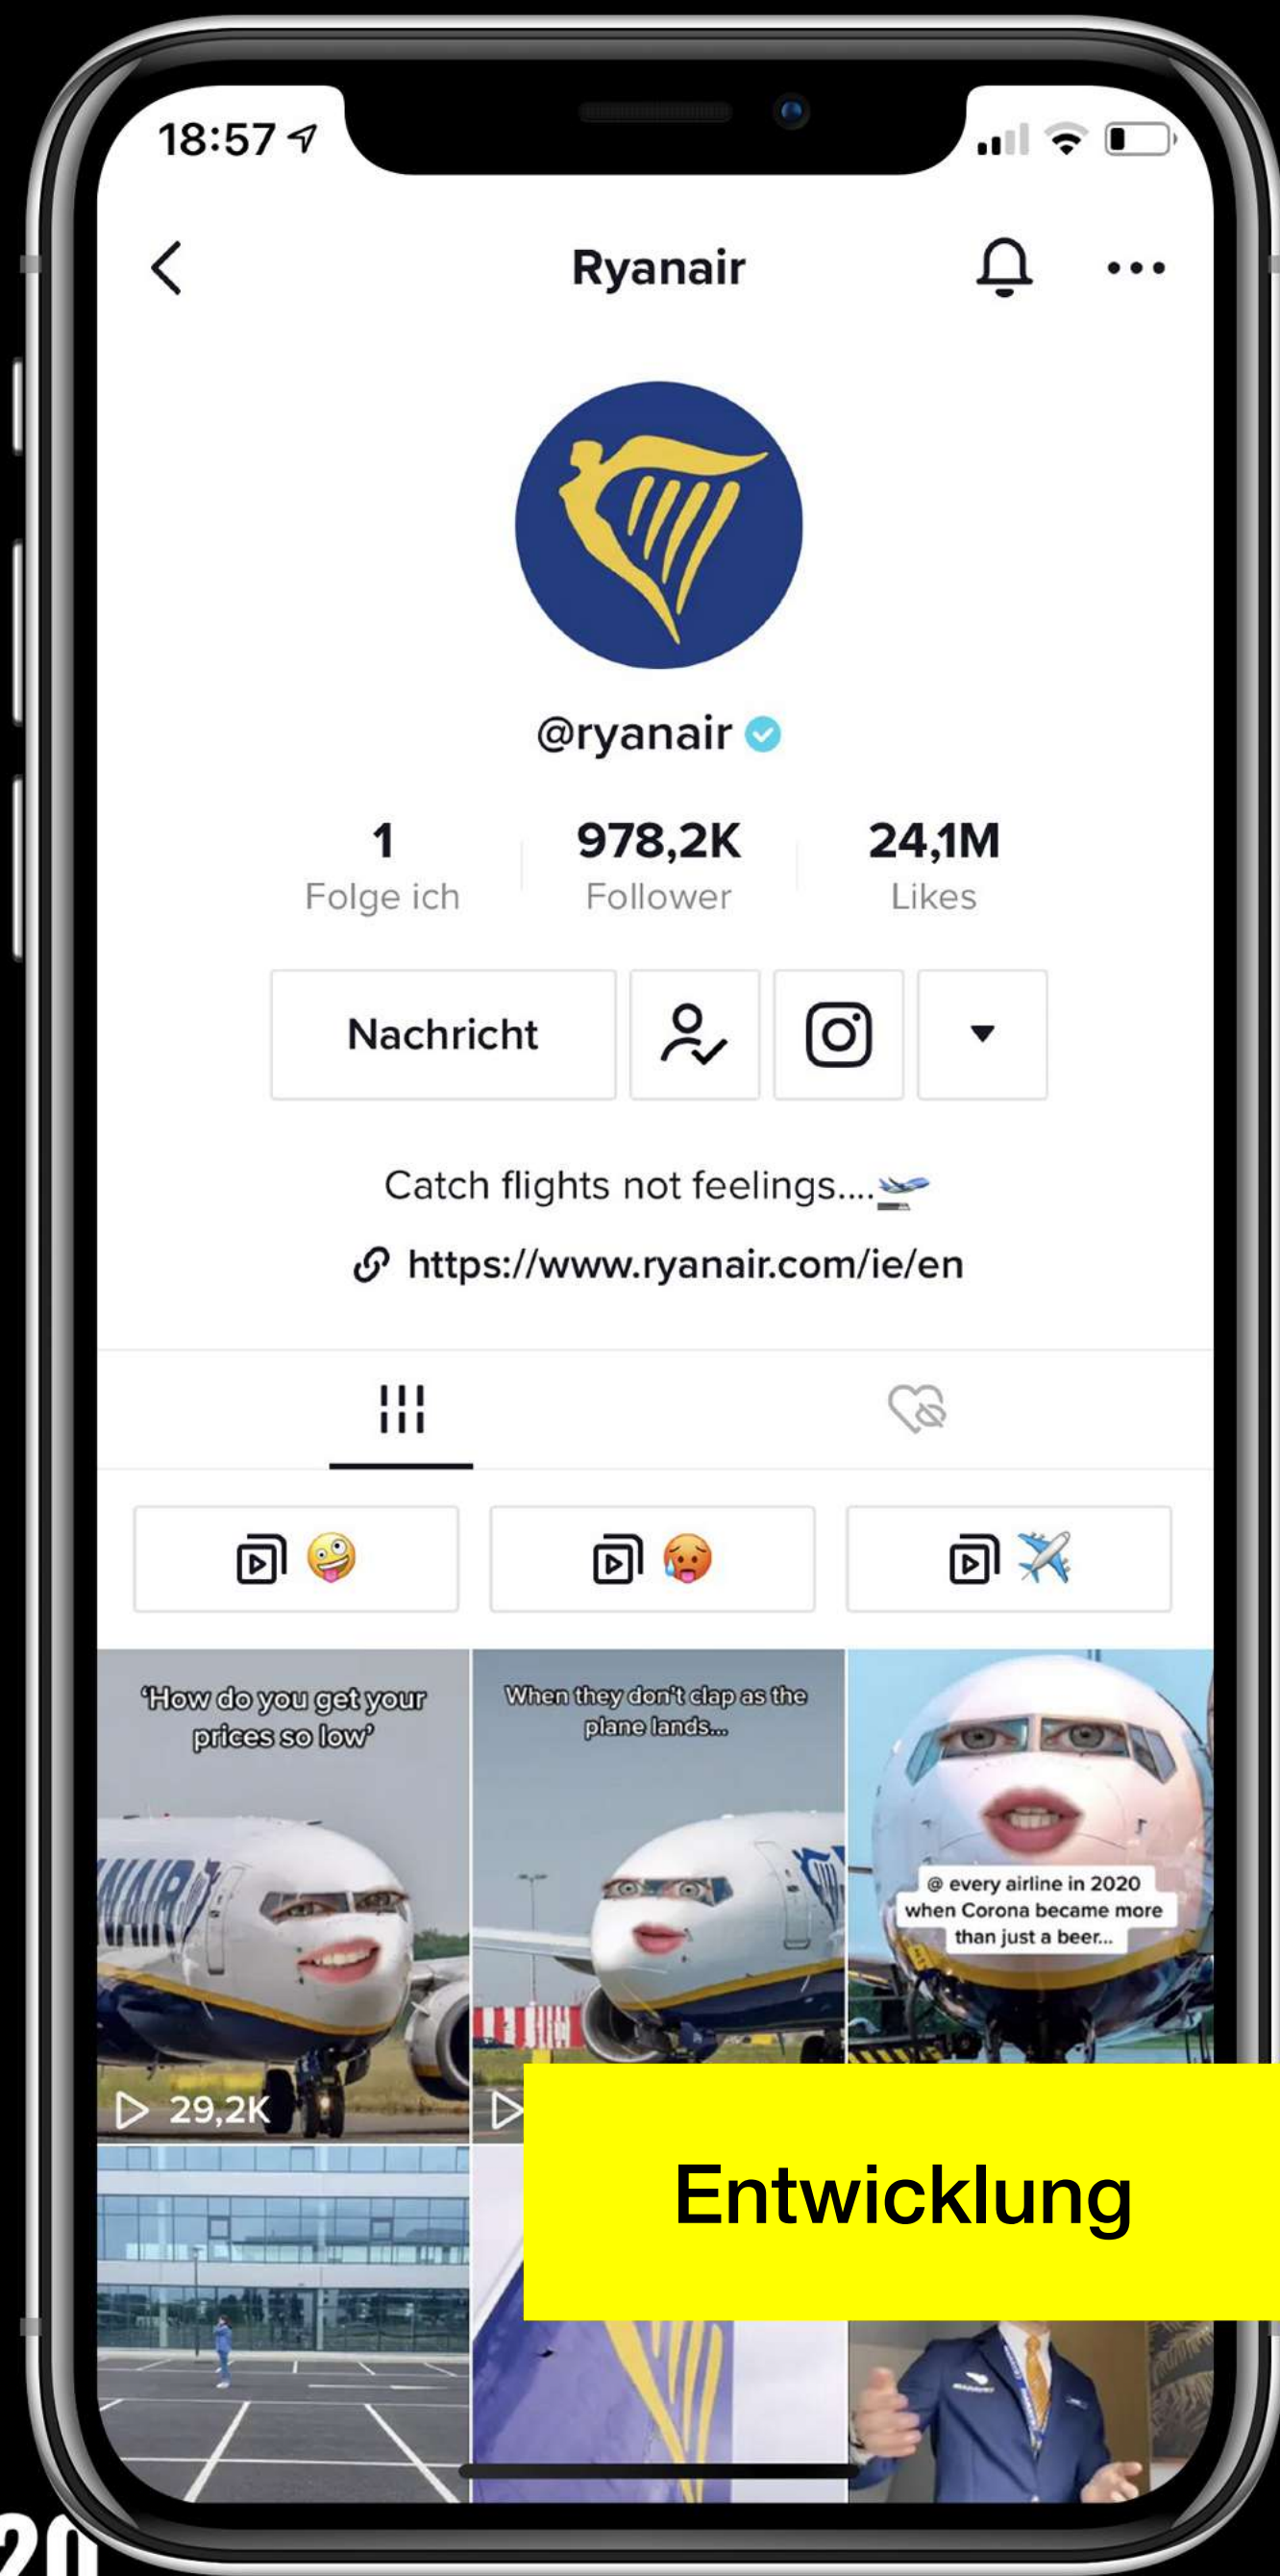 18:57
Ryanair
@ryanair
1
978,2K
24,1M
Folge ich
Follower
Likes
Nachricht
Catch flights not feelings....
https://www.ryanair.com/ie/en
‘How do you get your
prices so low’
When they don't clap as the
plane lands...
@ every airline in 2020
when Corona became more
than just a beer...
29,2K
Entwicklung
20